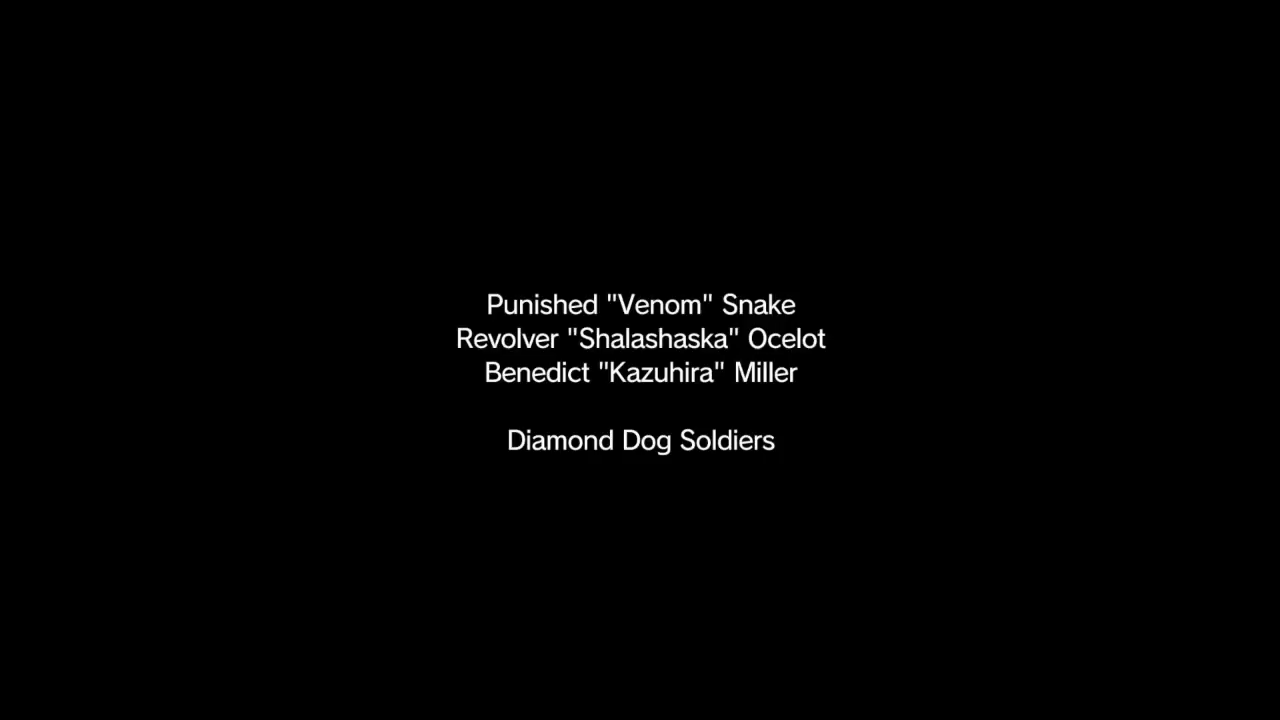 Punished "Venom" Snake
Revolver "Shalashaska" Ocelot
Benedict "Kazuhira" Miller
Diamond Dog Soldiers